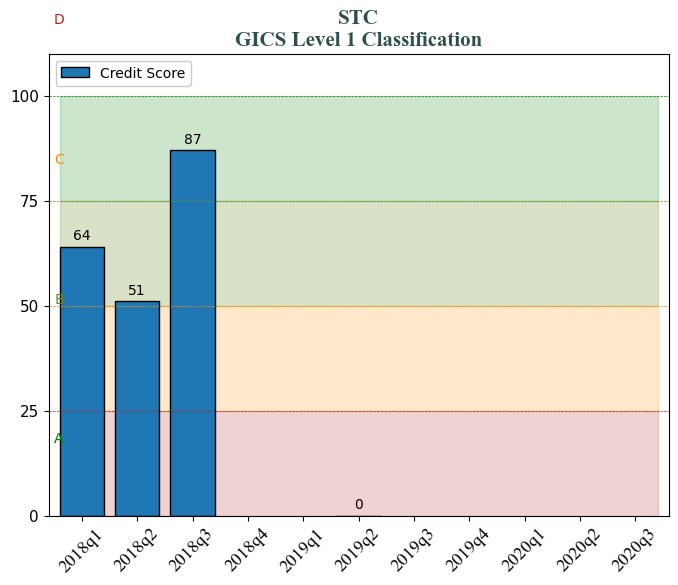 D
STC
GICS Level 1 Classification
Credit Score
100
C
87
75
64
51
B
50
25
A
0
0
2018q1
2018q2
2018q3
2018q4
2019q1
2019q2
2019q3
2019q4
2020q1
2020q2
2020q3